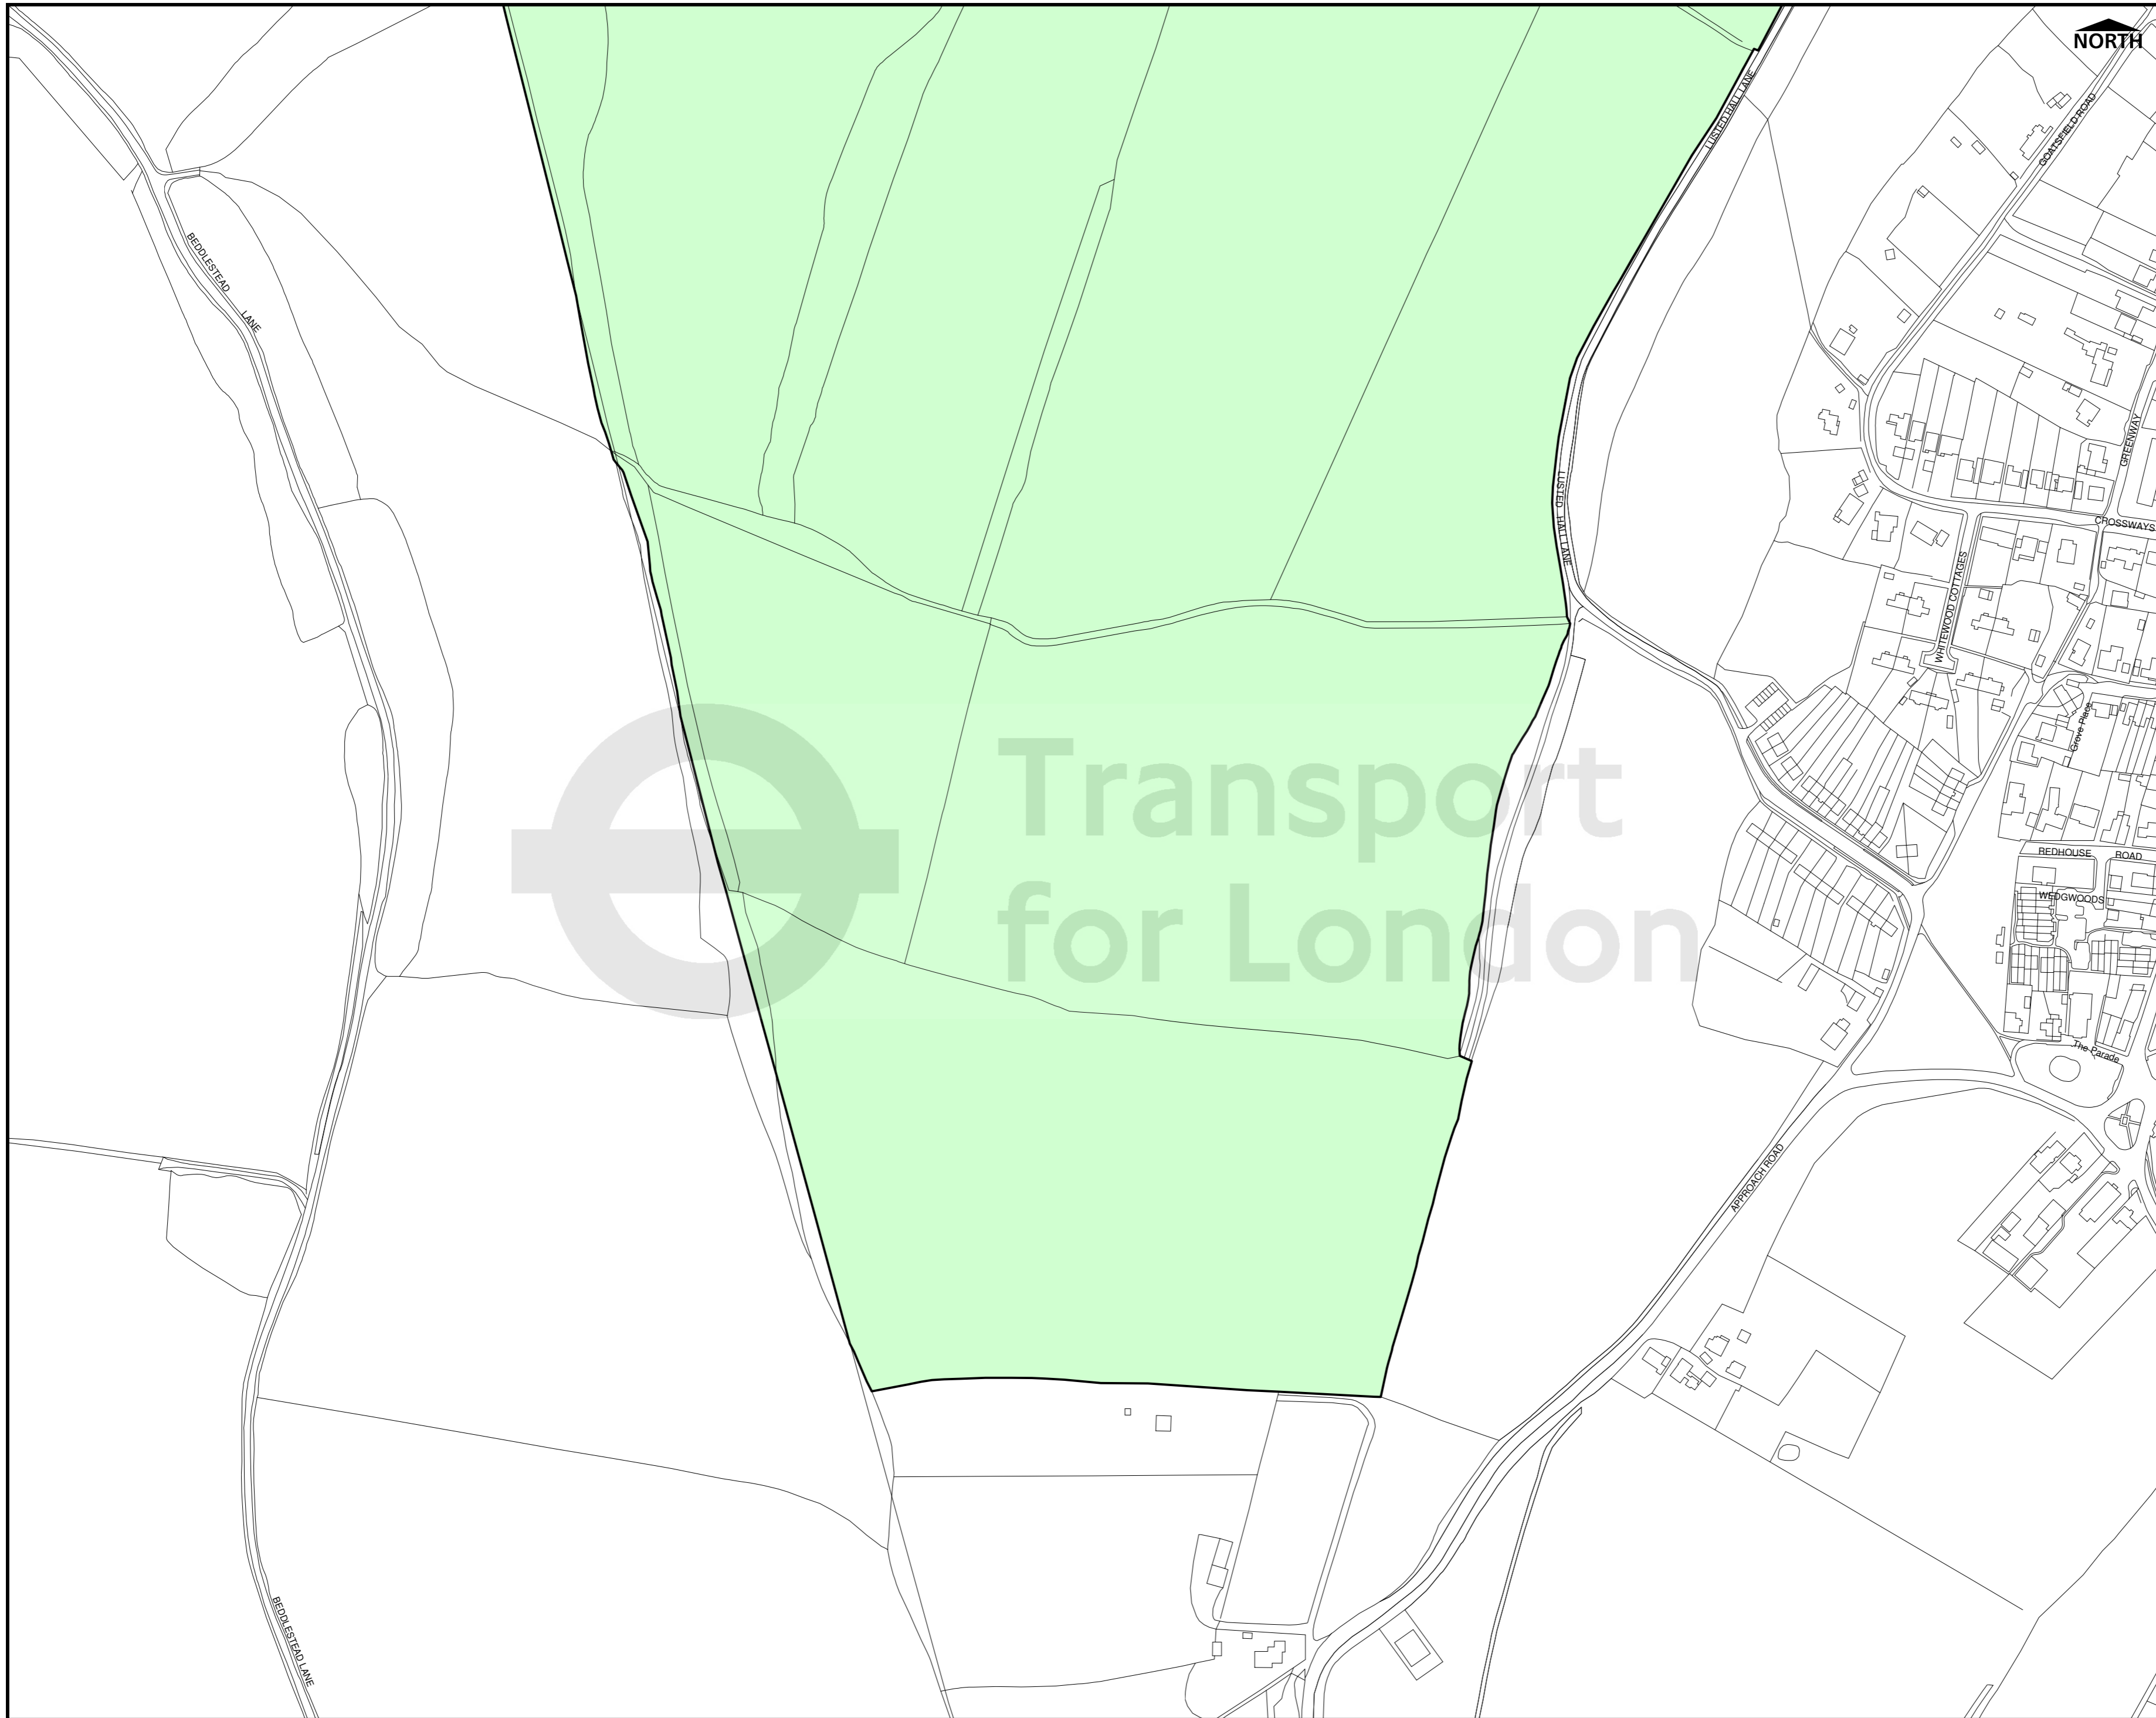 NORTH
LUSTED HALL LANE
GOATSFIELD ROAD
BEDDLESTEAD
LANE
GREENWAY
LUSTED HALL LANE
CROSSWAYS
WHITEWOOD COTTAGES
Grove Place
Transport
for London
REDHOUSE ROAD
WEDGWOODS
The Parade
APPROACH ROAD
BEDDLESTEAD LANE